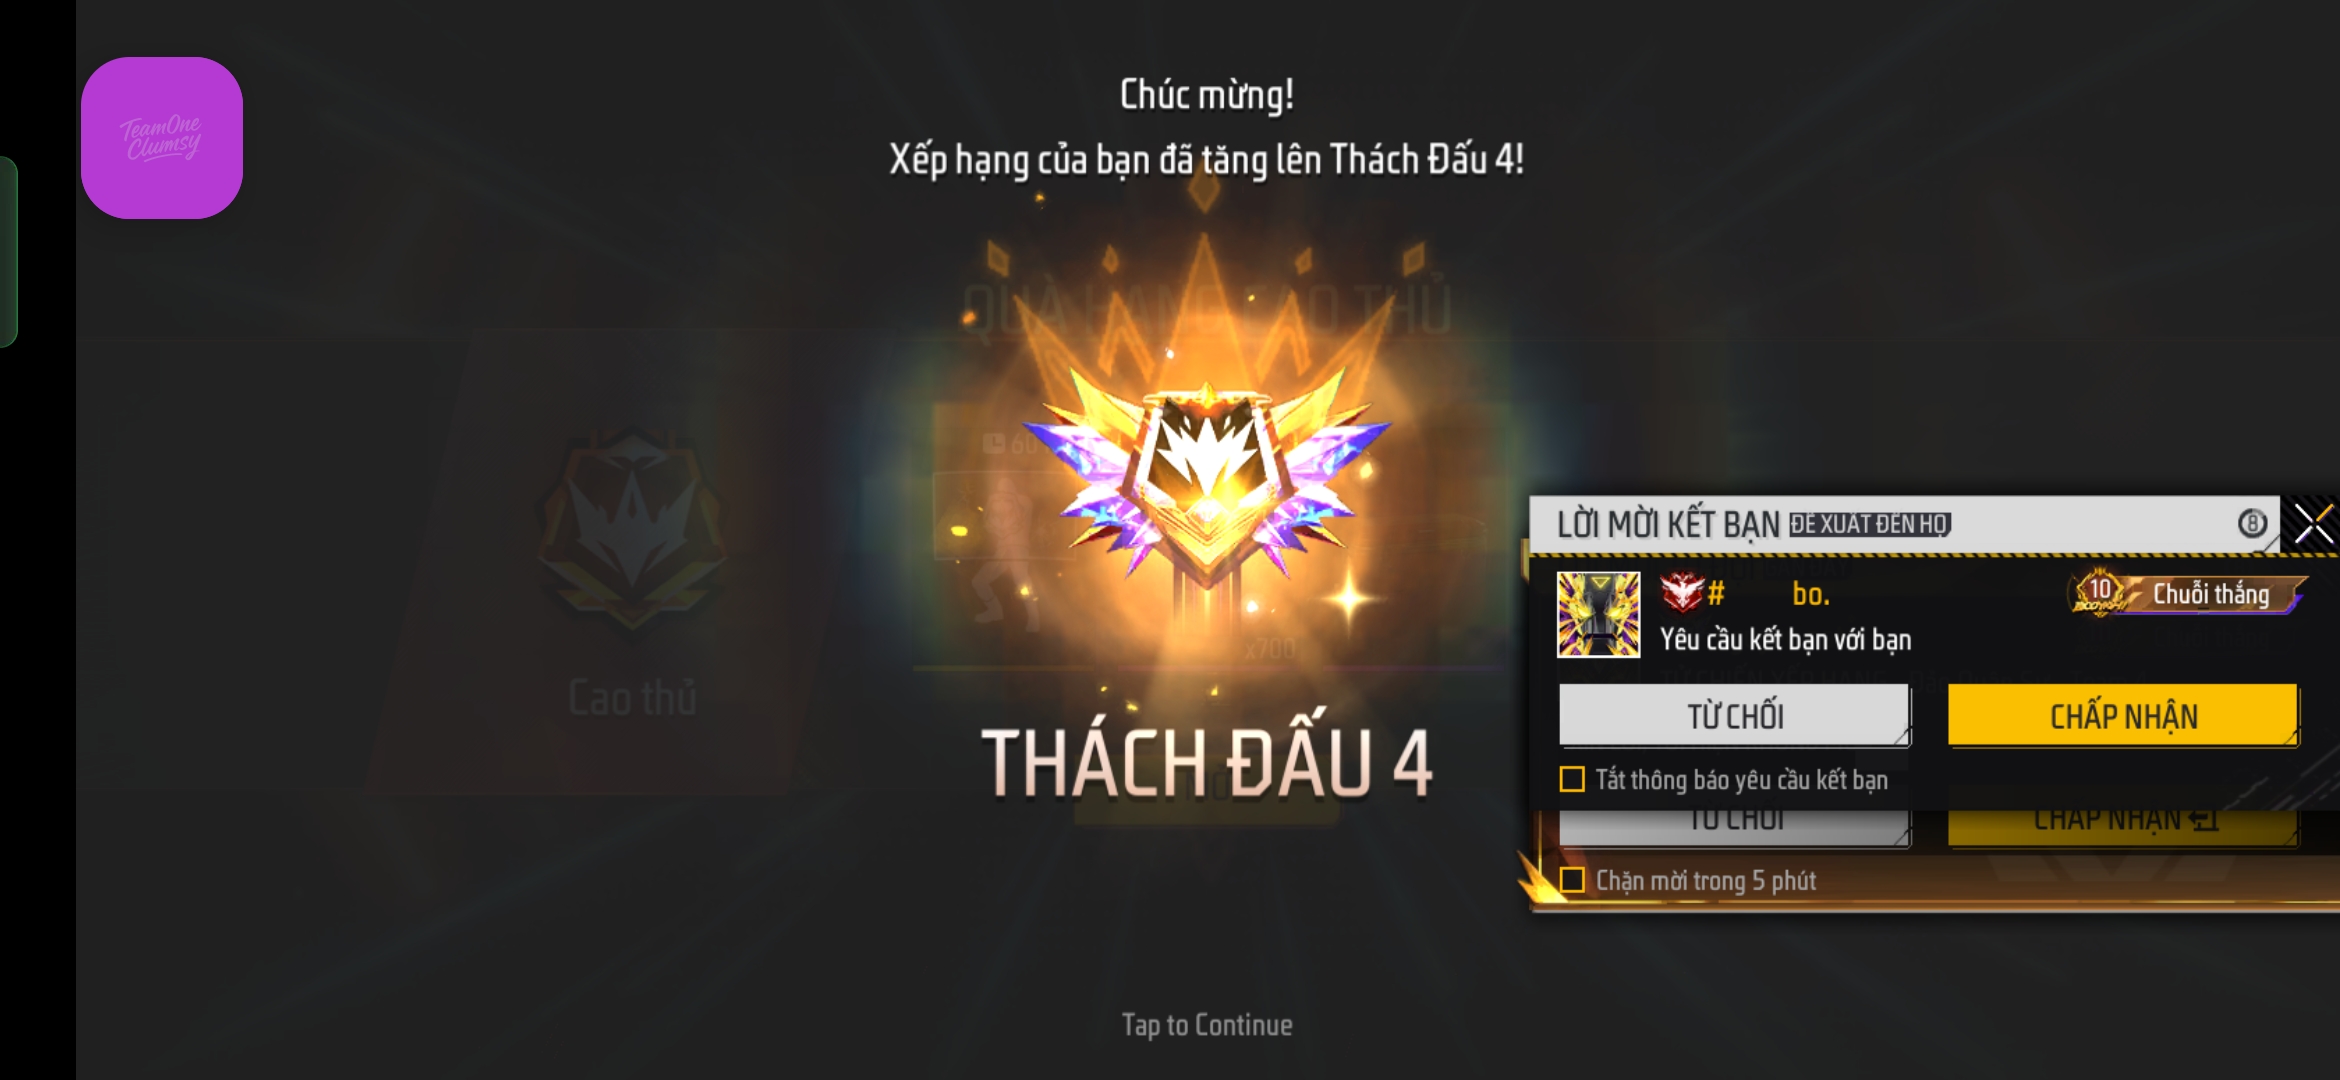 TeamOne
Clumsy
Chúc mừng!
Xếp hạng của bạn đã tăng lên Thách Đấu 4!
QUÀ HẠNG CAO THỦ
60
x700
Cao thủ
THÁCH ĐẤU 4
LỜI MỜI KẾT BẠN ĐỀ XUẤT ĐẾN HỌ 8
# bo.
10 Chuỗi thắng
Yêu cầu kết bạn với bạn
TỪ CHỐI CHẤP NHẬN
Tắt thông báo yêu cầu kết bạn
TỪ CHỐI CHẤP NHẬN
Chặn mời trong 5 phút
Tap to Continue